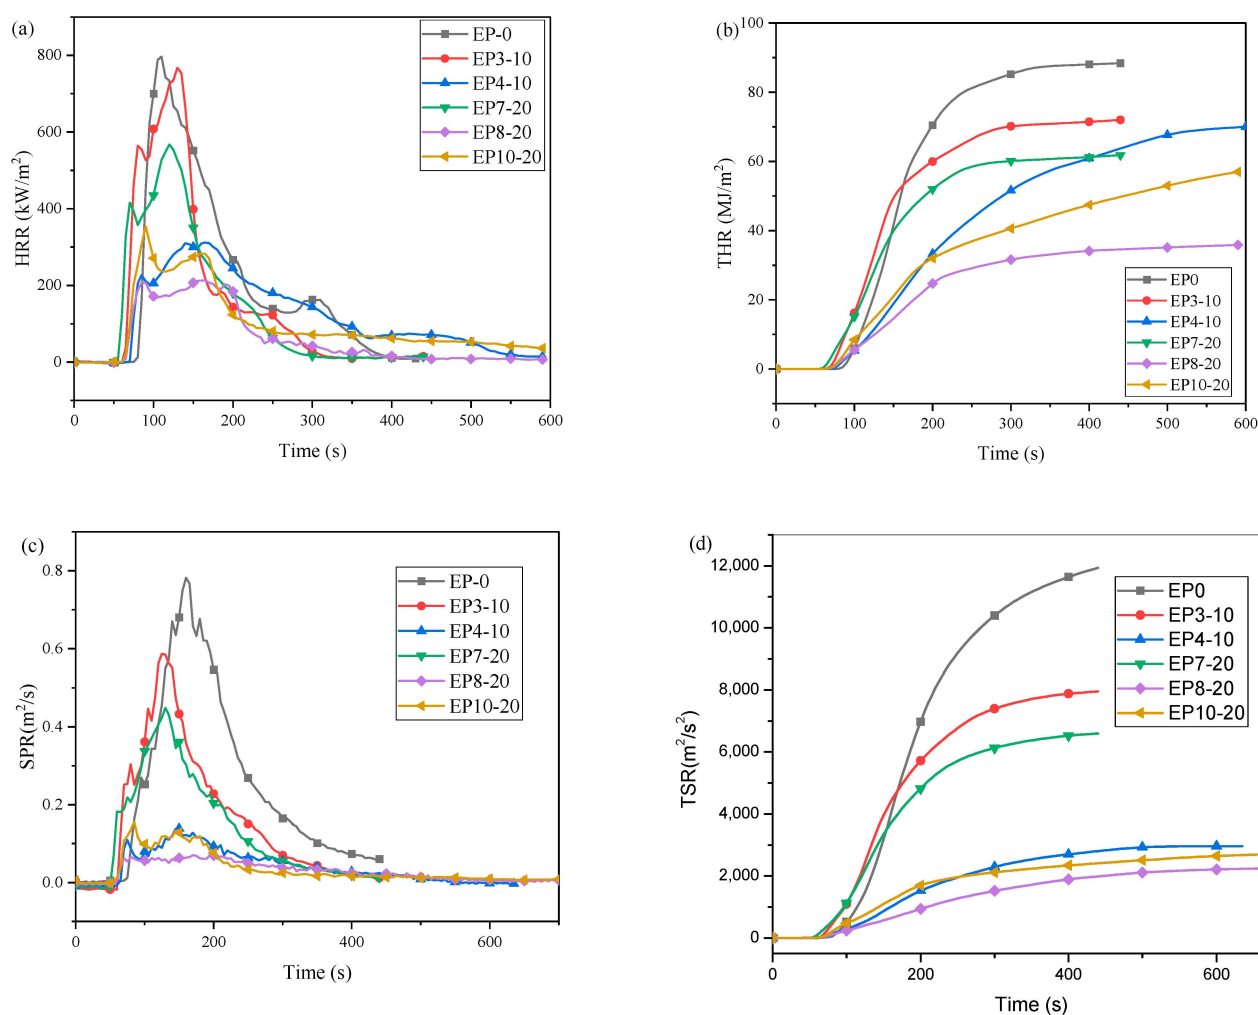 (a)
HRR (kW/m²)
800
600
400
200
0
-100
0
100
200
300
400
500
600
Time (s)
EP-0
EP3-10
EP4-10
EP7-20
EP8-20
EP10-20
(b)
THR (MJ/m²)
100
80
60
40
20
0
-10
0
100
200
300
400
500
600
Time (s)
EP0
EP3-10
EP4-10
EP7-20
EP8-20
EP10-20
(c)
SPR(m²/s)
0.8
0.6
0.4
0.2
0.0
-0.1
0
200
400
600
Time (s)
EP-0
EP3-10
EP4-10
EP7-20
EP8-20
EP10-20
(d)
TSR(m²/s²)
12,000
10,000
8,000
6,000
4,000
2,000
0
0
200
400
600
Time (s)
EP0
EP3-10
EP4-10
EP7-20
EP8-20
EP10-20